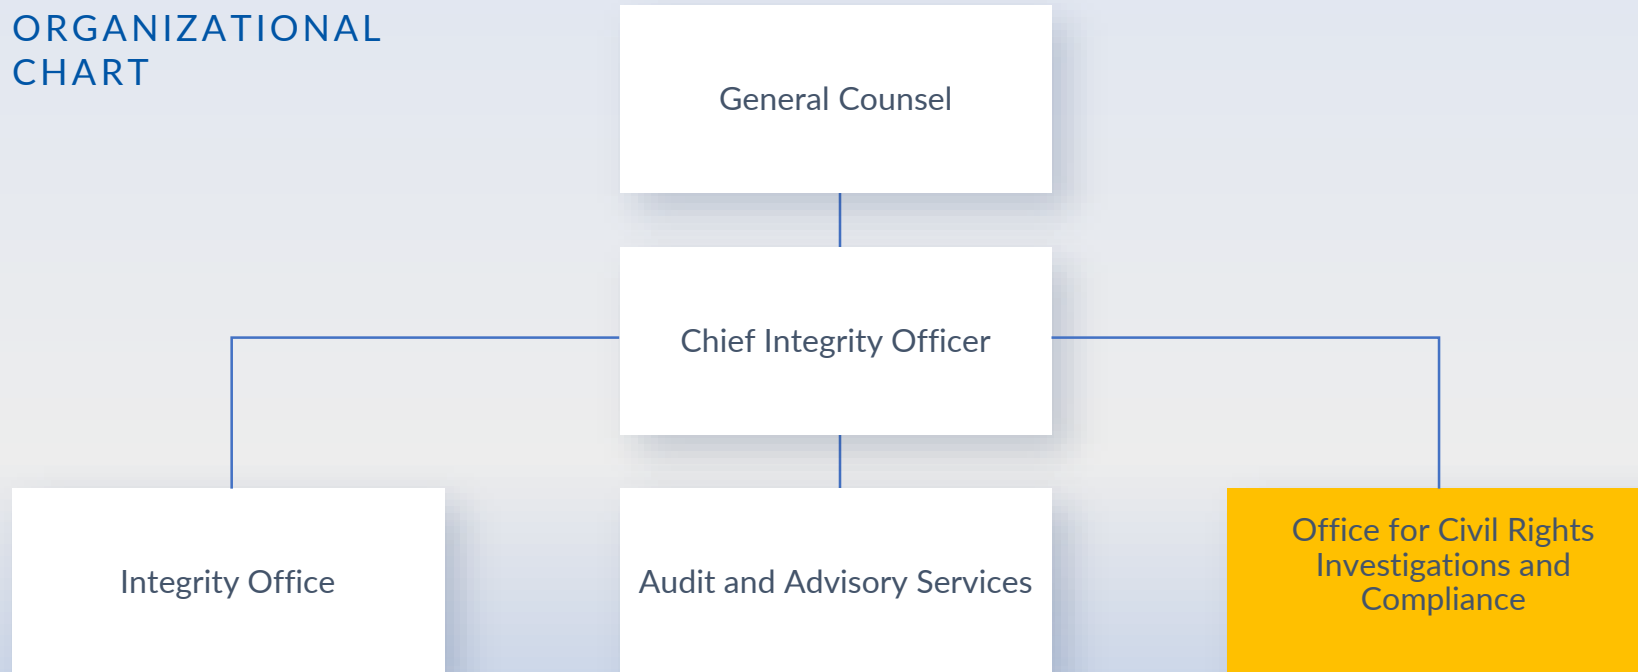 ORGANIZATIONAL
CHART
General Counsel
Chief Integrity Officer
Integrity Office
Audit and Advisory Services
Office for Civil Rights
Investigations and
Compliance